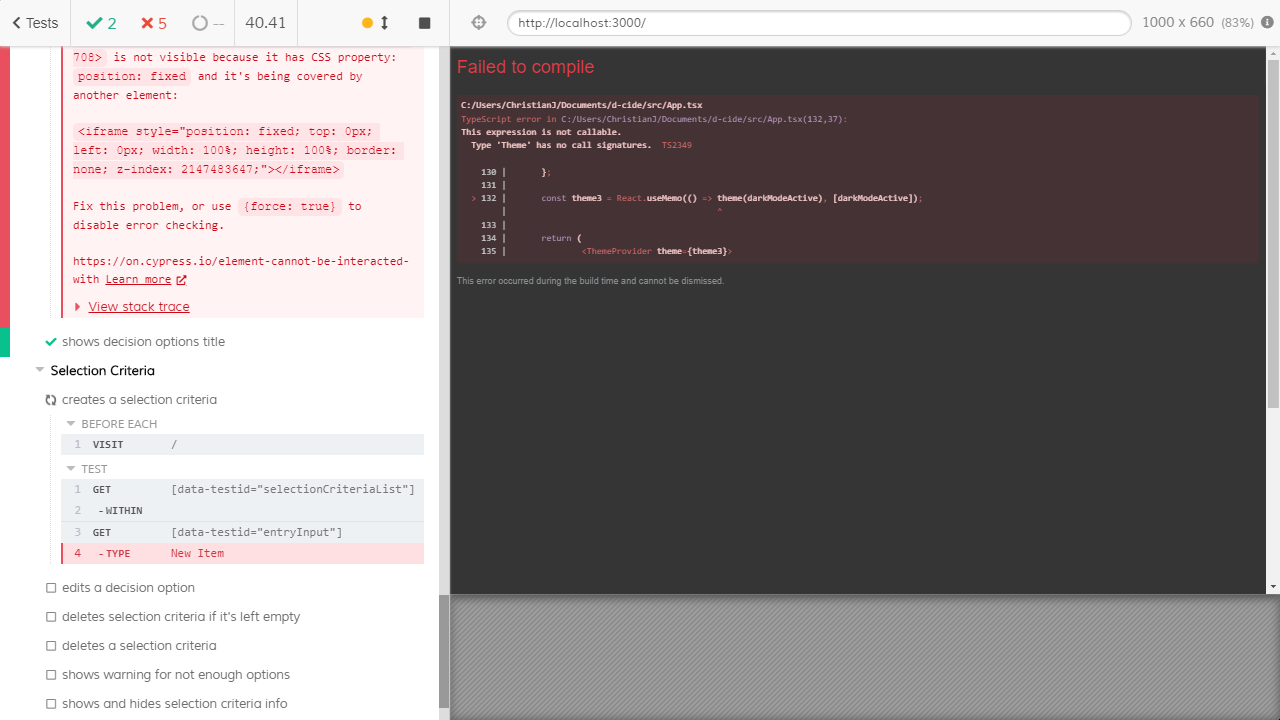 Tests 2 5 -- 40.41
708> is not visible because it has CSS property:
position: fixed and it's being covered by
another element:
<iframe style="position: fixed; top: 0px;
left: 0px; width: 100%; height: 100%; border:
none; z-index: 2147483647;"></iframe>
Fix this problem, or use {force: true} to
disable error checking.
https://on.cypress.io/element-cannot-be-interacted-
with Learn more
View stack trace
shows decision options title
Selection Criteria
creates a selection criteria
BEFORE EACH
1 VISIT /
TEST
1 GET [data-testid="selectionCriteriaList"]
2 -WITHIN
3 GET [data-testid="entryInput"]
4 -TYPE New Item
edits a decision option
deletes selection criteria if it's left empty
deletes a selection criteria
shows warning for not enough options
shows and hides selection criteria info
http://localhost:3000/ 1000 x 660 (83%)
Failed to compile
C:/Users/ChristianJ/Documents/d-cide/src/App.tsx
TypeScript error in C:/Users/ChristianJ/Documents/d-cide/src/App.tsx(132,37):
This expression is not callable.
Type 'Theme' has no call signatures. TS2349
130 | };
131 |
> 132 | const theme3 = React.useMemo(() => theme(darkModeActive), [darkModeActive]);
| ^
133 |
134 | return (
135 | <ThemeProvider theme={theme3}>
This error occurred during the build time and cannot be dismissed.